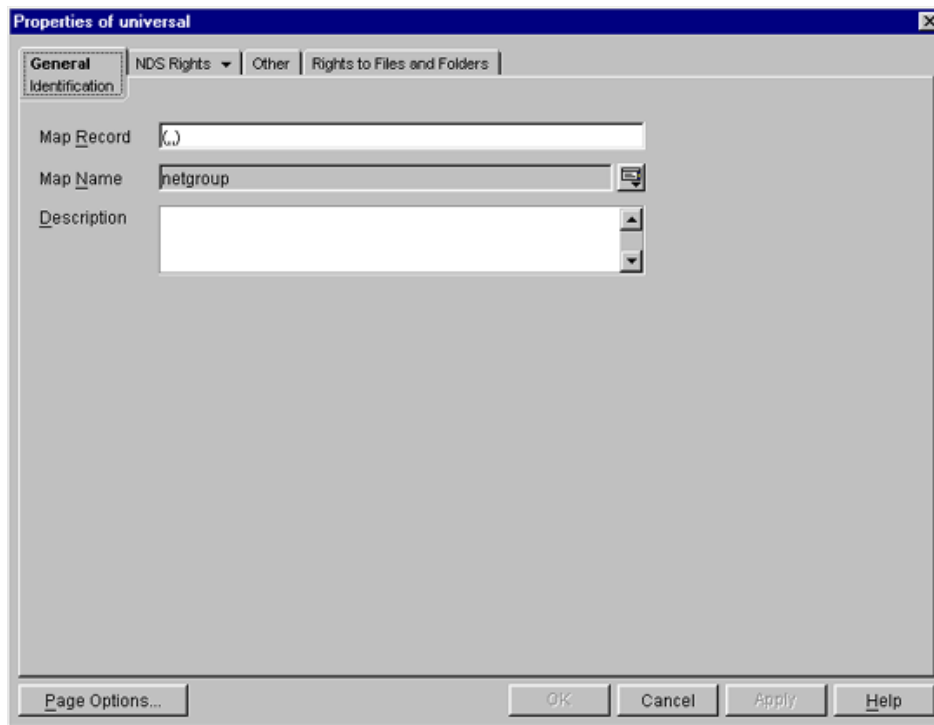 Properties of universal
General NDS Rights Other Rights to Files and Folders
Identification
Map Record (,,)
Map Name netgroup
Description
Page Options... OK Cancel Apply Help